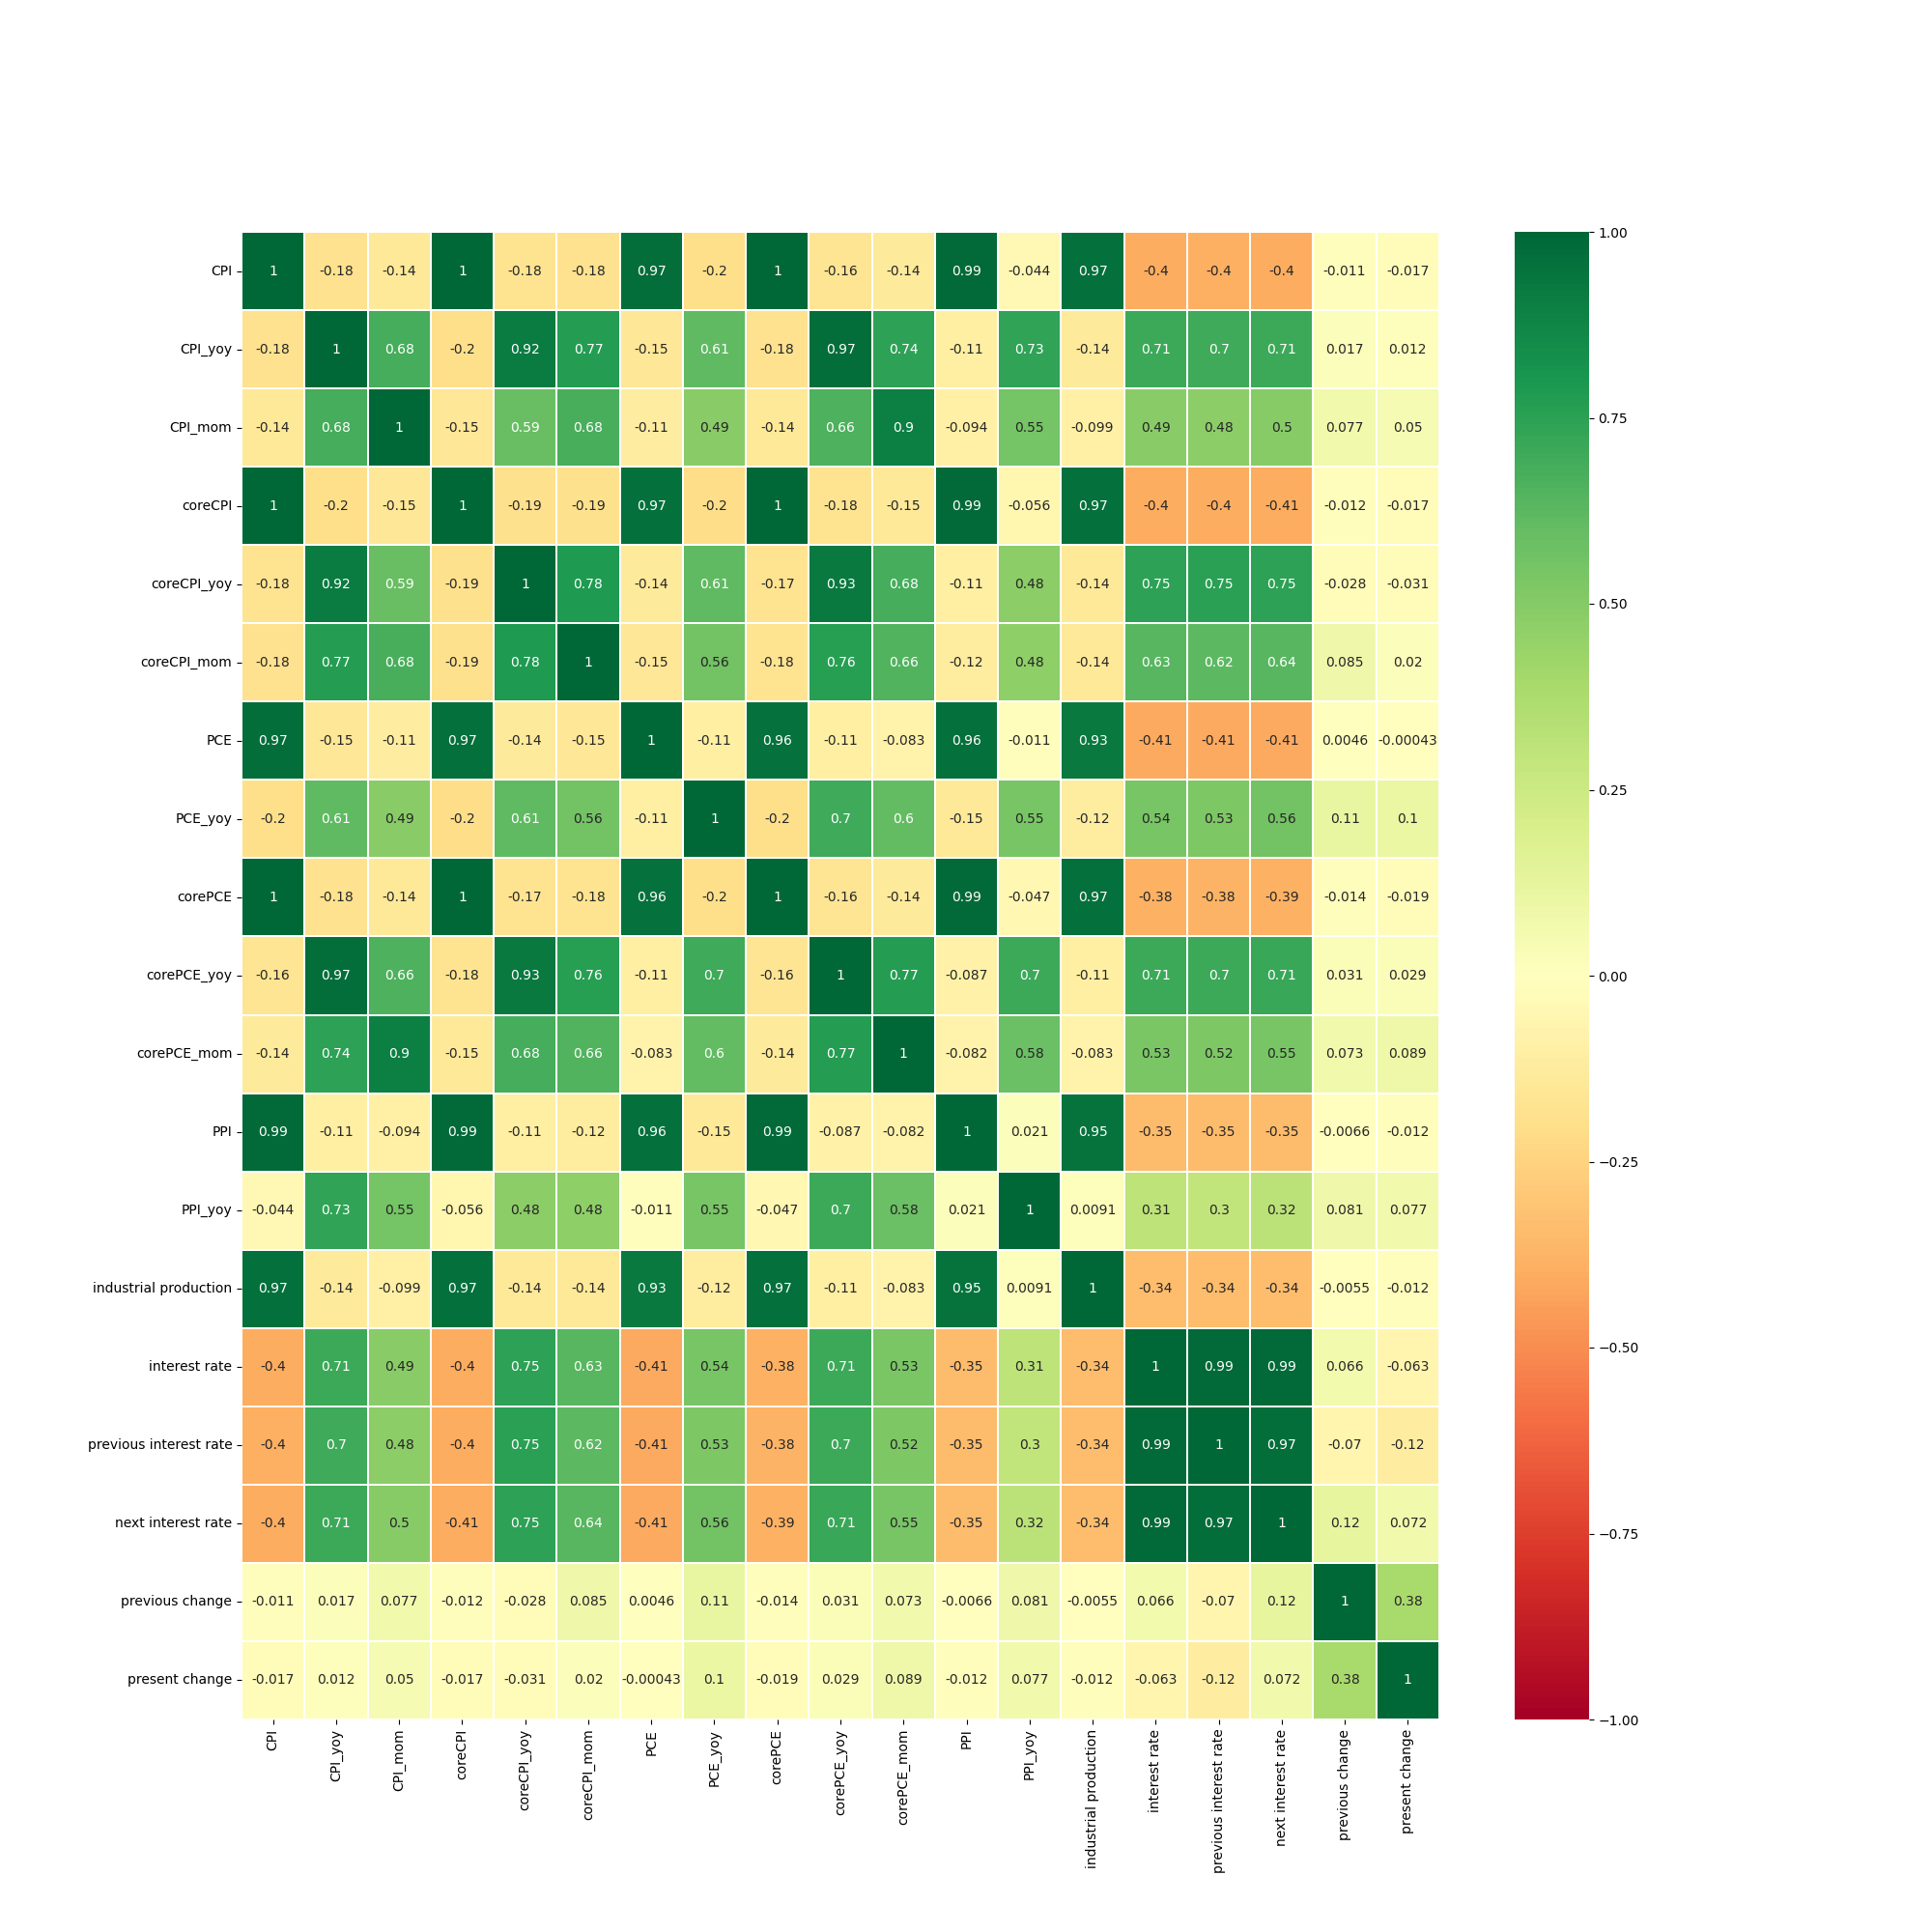 CPI 1 -0.18 -0.14 1 -0.18 -0.18 0.97 -0.2 1 -0.16 -0.14 0.99 -0.044 0.97 -0.4 -0.4 -0.4 -0.011 -0.017
CPI_yoy -0.18 1 0.68 -0.2 0.92 0.77 -0.15 0.61 -0.18 0.97 0.74 -0.11 0.73 -0.14 0.71 0.7 0.71 0.017 0.012
CPI_mom -0.14 0.68 1 -0.15 0.59 0.68 -0.11 0.49 -0.14 0.66 0.9 -0.094 0.55 -0.099 0.49 0.48 0.5 0.077 0.05
coreCPI 1 -0.2 -0.15 1 -0.19 -0.19 0.97 -0.2 1 -0.18 -0.15 0.99 -0.056 0.97 -0.4 -0.4 -0.41 -0.012 -0.017
coreCPI_yoy -0.18 0.92 0.59 -0.19 1 0.78 -0.14 0.61 -0.17 0.93 0.68 -0.11 0.48 -0.14 0.75 0.75 0.75 -0.028 -0.031
coreCPI_mom -0.18 0.77 0.68 -0.19 0.78 1 -0.15 0.56 -0.18 0.76 0.66 -0.12 0.48 -0.14 0.63 0.62 0.64 0.085 0.02
PCE 0.97 -0.15 -0.11 0.97 -0.14 -0.15 1 -0.11 0.96 -0.11 -0.083 0.96 -0.011 0.93 -0.41 -0.41 -0.41 0.0046 -0.00043
PCE_yoy -0.2 0.61 0.49 -0.2 0.61 0.56 -0.11 1 -0.2 0.7 0.6 -0.15 0.55 -0.12 0.54 0.53 0.56 0.11 0.1
corePCE 1 -0.18 -0.14 1 -0.17 -0.18 0.96 -0.2 1 -0.16 -0.14 0.99 -0.047 0.97 -0.38 -0.38 -0.39 -0.014 -0.019
corePCE_yoy -0.16 0.97 0.66 -0.18 0.93 0.76 -0.11 0.7 -0.16 1 0.77 -0.087 0.7 -0.11 0.71 0.7 0.71 0.031 0.029
corePCE_mom -0.14 0.74 0.9 -0.15 0.68 0.66 -0.083 0.6 -0.14 0.77 1 -0.082 0.58 -0.083 0.53 0.52 0.55 0.073 0.089
PPI 0.99 -0.11 -0.094 0.99 -0.11 -0.12 0.96 -0.15 0.99 -0.087 -0.082 1 0.021 0.95 -0.35 -0.35 -0.35 -0.0066 -0.012
PPI_yoy -0.044 0.73 0.55 -0.056 0.48 0.48 -0.011 0.55 -0.047 0.7 0.58 0.021 1 0.0091 0.31 0.3 0.32 0.081 0.077
industrial production 0.97 -0.14 -0.099 0.97 -0.14 -0.14 0.93 -0.12 0.97 -0.11 -0.083 0.95 0.0091 1 -0.34 -0.34 -0.34 -0.0055 -0.012
interest rate -0.4 0.71 0.49 -0.4 0.75 0.63 -0.41 0.54 -0.38 0.71 0.53 -0.35 0.31 -0.34 1 0.99 0.99 0.066 -0.063
previous interest rate -0.4 0.7 0.48 -0.4 0.75 0.62 -0.41 0.53 -0.38 0.7 0.52 -0.35 0.3 -0.34 0.99 1 0.97 -0.07 -0.12
next interest rate -0.4 0.71 0.5 -0.41 0.75 0.64 -0.41 0.56 -0.39 0.71 0.55 -0.35 0.32 -0.34 0.99 0.97 1 0.12 0.072
previous change -0.011 0.017 0.077 -0.012 -0.028 0.085 0.0046 0.11 -0.014 0.031 0.073 -0.0066 0.081 -0.0055 0.066 -0.07 0.12 1 0.38
present change -0.017 0.012 0.05 -0.017 -0.031 0.02 -0.00043 0.1 -0.019 0.029 0.089 -0.012 0.077 -0.012 -0.063 -0.12 0.072 0.38 1
CPI
CPI_yoy
CPI_mom
coreCPI
coreCPI_yoy
coreCPI_mom
PCE
PCE_yoy
corePCE
corePCE_yoy
corePCE_mom
PPI
PPI_yoy
industrial production
interest rate
previous interest rate
next interest rate
previous change
present change
1.00
0.75
0.50
0.25
0.00
−0.25
−0.50
−0.75
−1.00